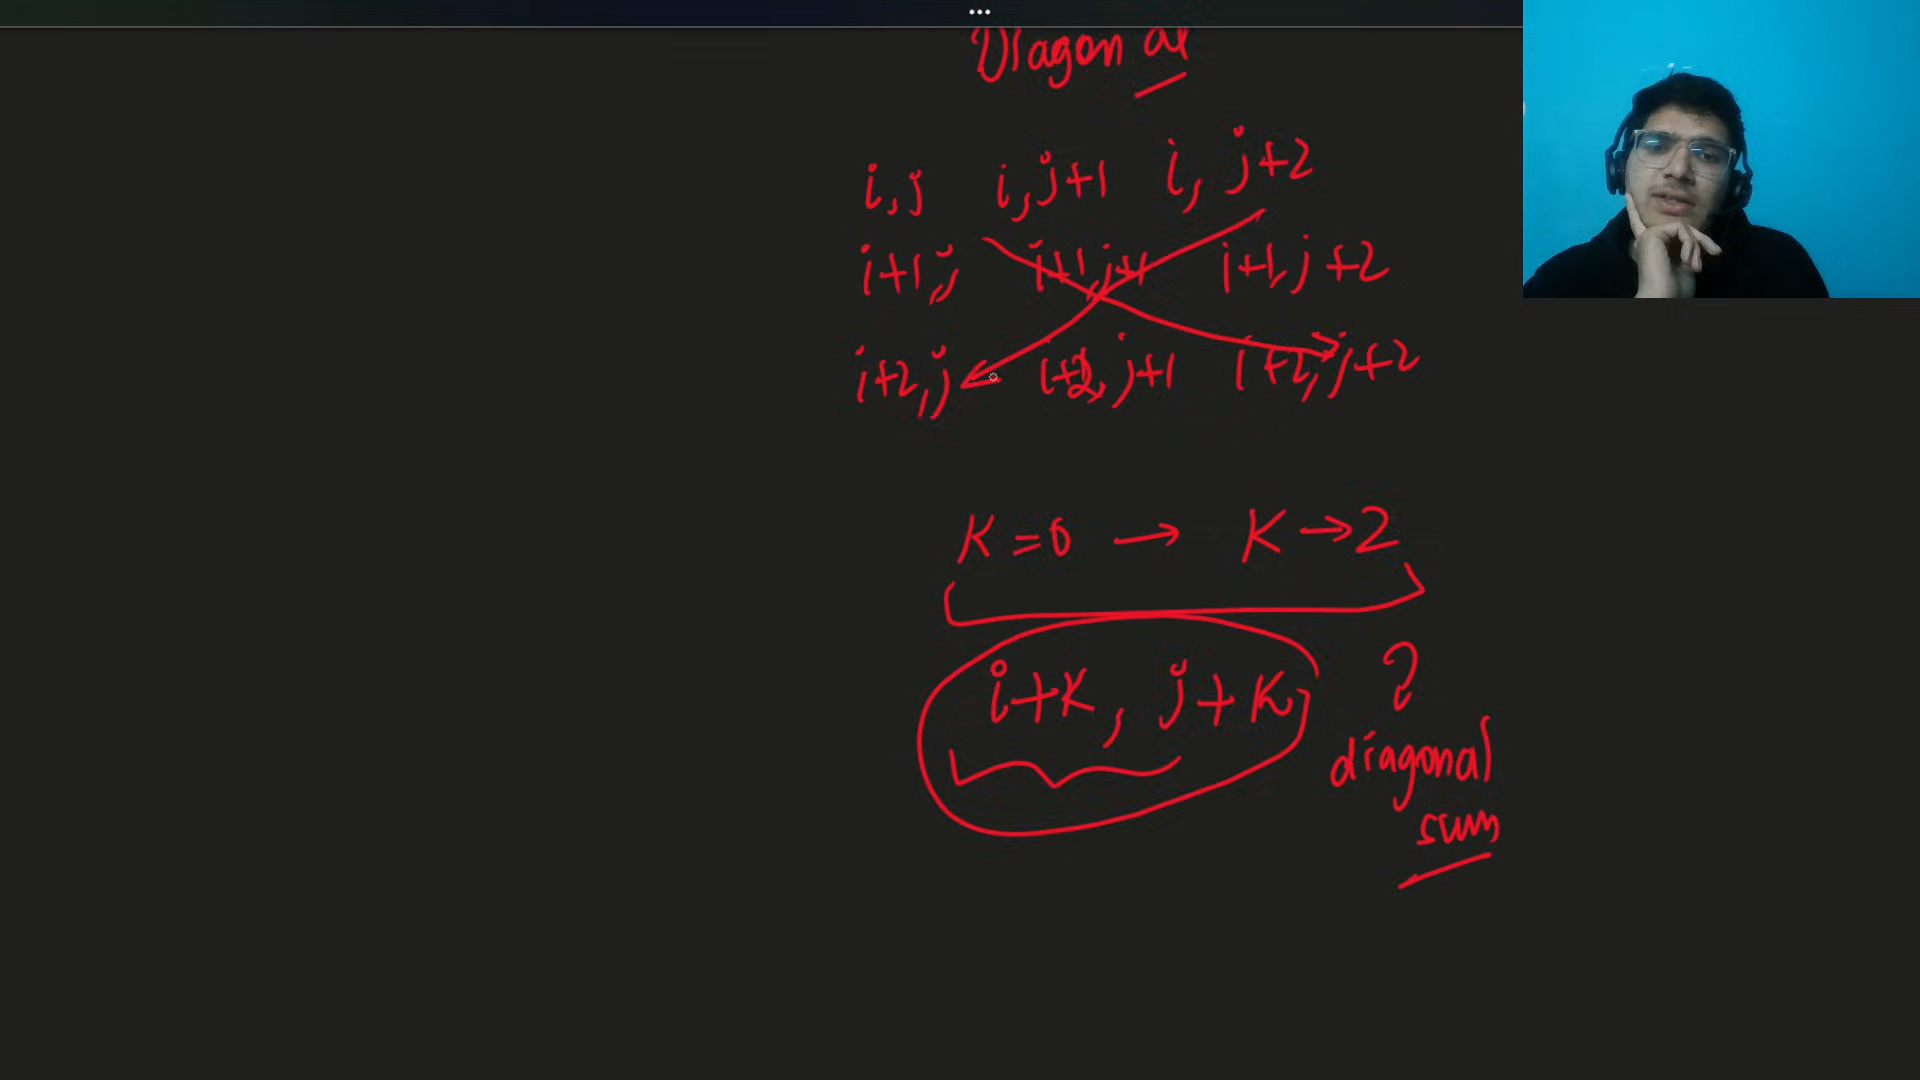 Diagonal
i,j i,j+1 i, j+2
i+1,j i+1,j+1 i+1,j+2
i+2,j i+2,j+1 i+2,j+2
K=0 → K→2
i+K, j+K ?
diagonal
sum